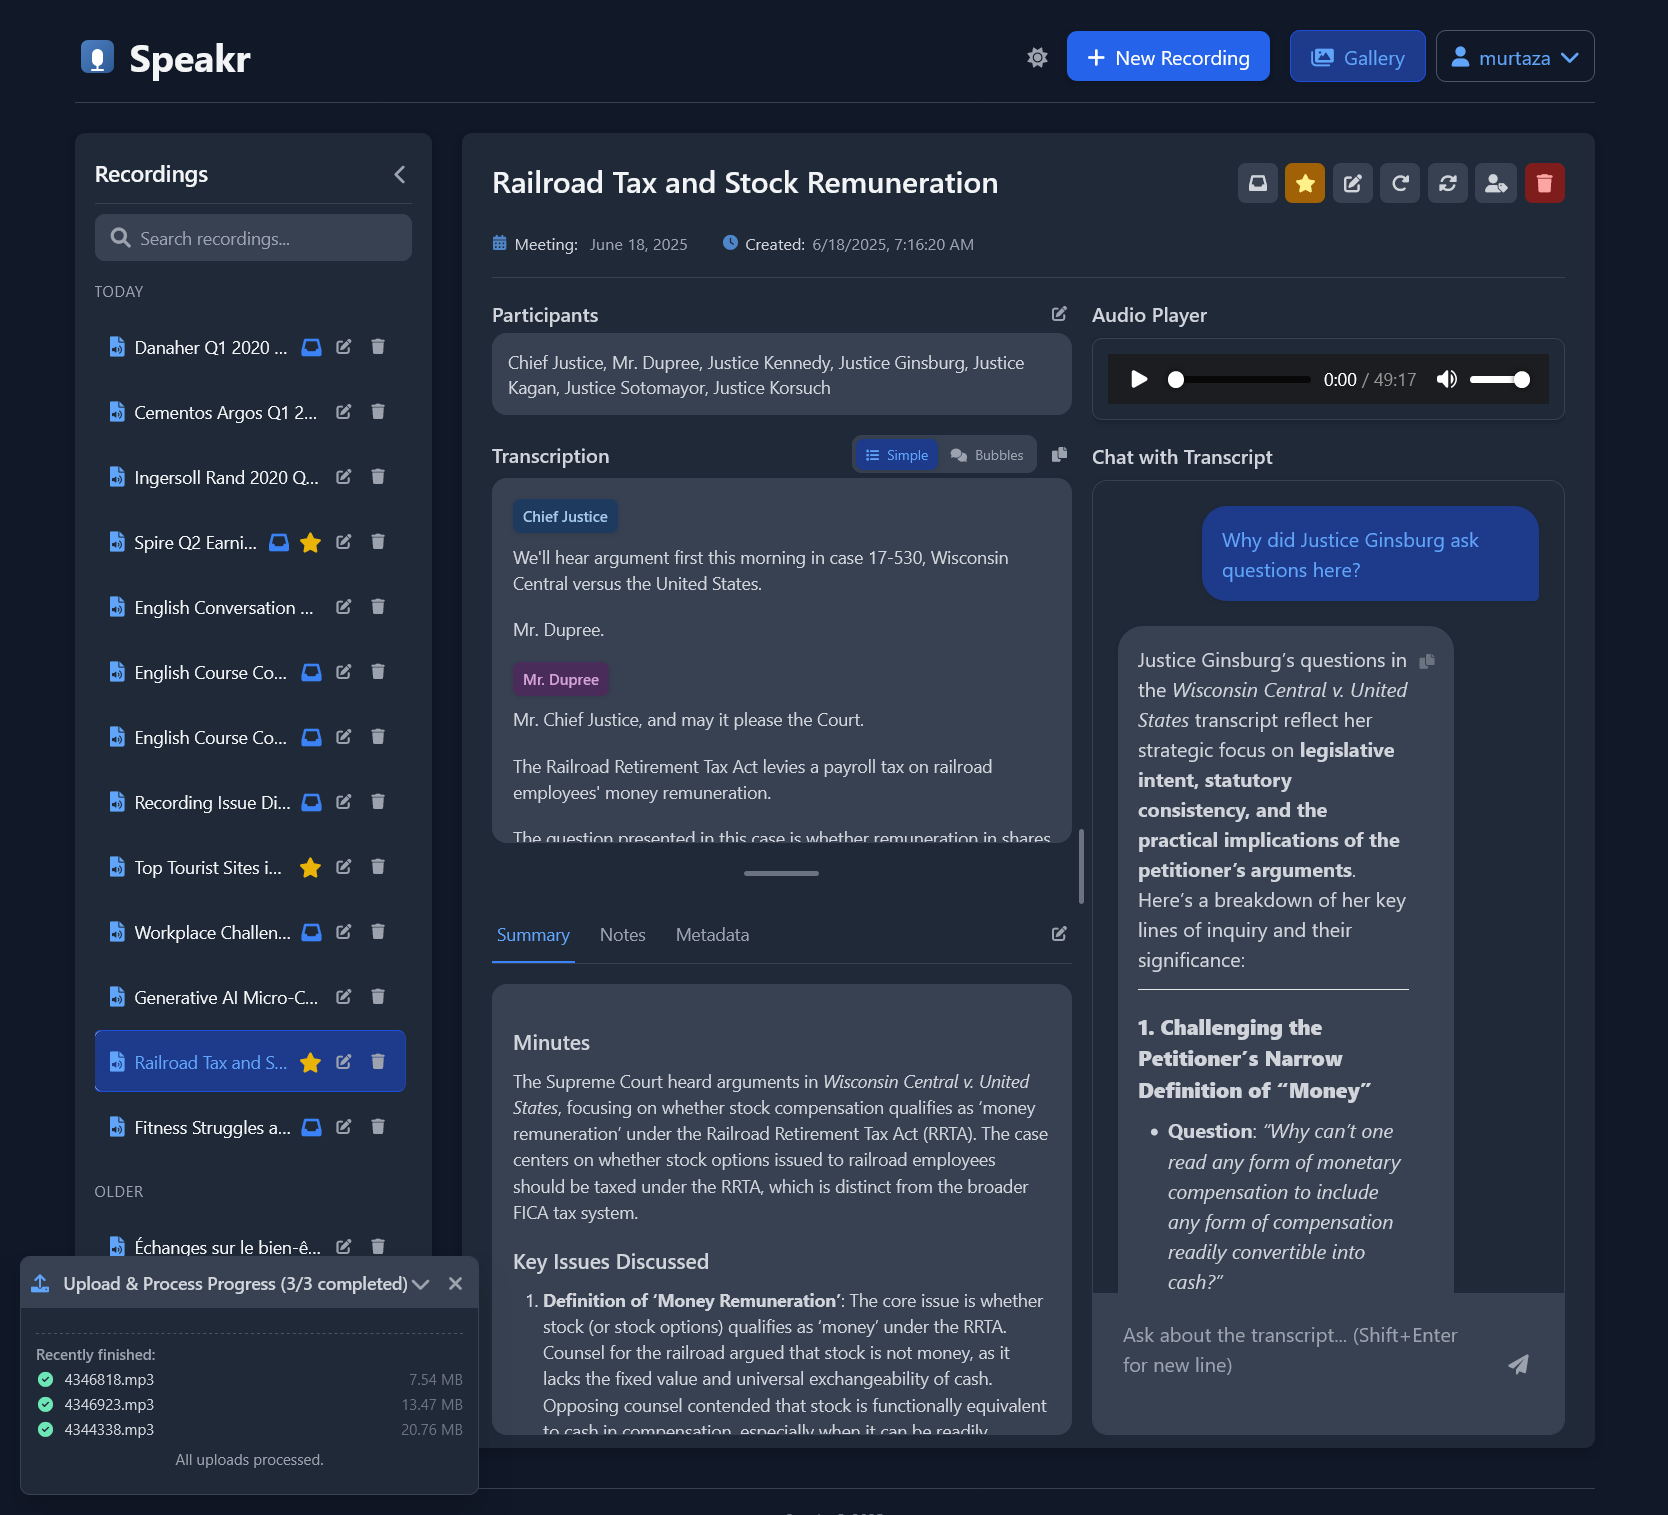 Speakr
New Recording
Gallery
murtaza
Recordings
Search recordings...
TODAY
Danaher Q1 2020 ...
Cementos Argos Q1 2...
Ingersoll Rand 2020 Q...
Spire Q2 Earni...
English Conversation ...
English Course Co...
English Course Co...
Recording Issue Di...
Top Tourist Sites i...
Workplace Challen...
Generative AI Micro-C...
Railroad Tax and S...
Fitness Struggles a...
OLDER
Échanges sur le bien-ê...
Upload & Process Progress (3/3 completed)
Recently finished:
4346818.mp3 7.54 MB
4346923.mp3 13.47 MB
4344338.mp3 20.76 MB
All uploads processed.
Railroad Tax and Stock Remuneration
Meeting: June 18, 2025 Created: 6/18/2025, 7:16:20 AM
Participants
Chief Justice, Mr. Dupree, Justice Kennedy, Justice Ginsburg, Justice
Kagan, Justice Sotomayor, Justice Korsuch
Transcription
Simple
Bubbles
Chief Justice
We'll hear argument first this morning in case 17-530, Wisconsin
Central versus the United States.
Mr. Dupree.
Mr. Dupree
Mr. Chief Justice, and may it please the Court.
The Railroad Retirement Tax Act levies a payroll tax on railroad
employees' money remuneration.
The question presented in this case is whether remuneration in shares
Summary Notes Metadata
Minutes
The Supreme Court heard arguments in Wisconsin Central v. United
States, focusing on whether stock compensation qualifies as ‘money
remuneration’ under the Railroad Retirement Tax Act (RRTA). The case
centers on whether stock options issued to railroad employees
should be taxed under the RRTA, which is distinct from the broader
FICA tax system.
Key Issues Discussed
1. Definition of ‘Money Remuneration’: The core issue is whether
stock (or stock options) qualifies as ‘money’ under the RRTA.
Counsel for the railroad argued that stock is not money, as it
lacks the fixed value and universal exchangeability of cash.
Opposing counsel contended that stock is functionally equivalent
to cash in compensation, especially when it can be readily
Audio Player
0:00 / 49:17
Chat with Transcript
Why did Justice Ginsburg ask
questions here?
Justice Ginsburg’s questions in
the Wisconsin Central v. United
States transcript reflect her
strategic focus on legislative
intent, statutory
consistency, and the
practical implications of the
petitioner’s arguments.
Here’s a breakdown of her key
lines of inquiry and their
significance:
1. Challenging the
Petitioner’s Narrow
Definition of “Money”
• Question: “Why can’t one
read any form of monetary
compensation to include
any form of compensation
readily convertible into
cash?”
Ask about the transcript... (Shift+Enter
for new line)